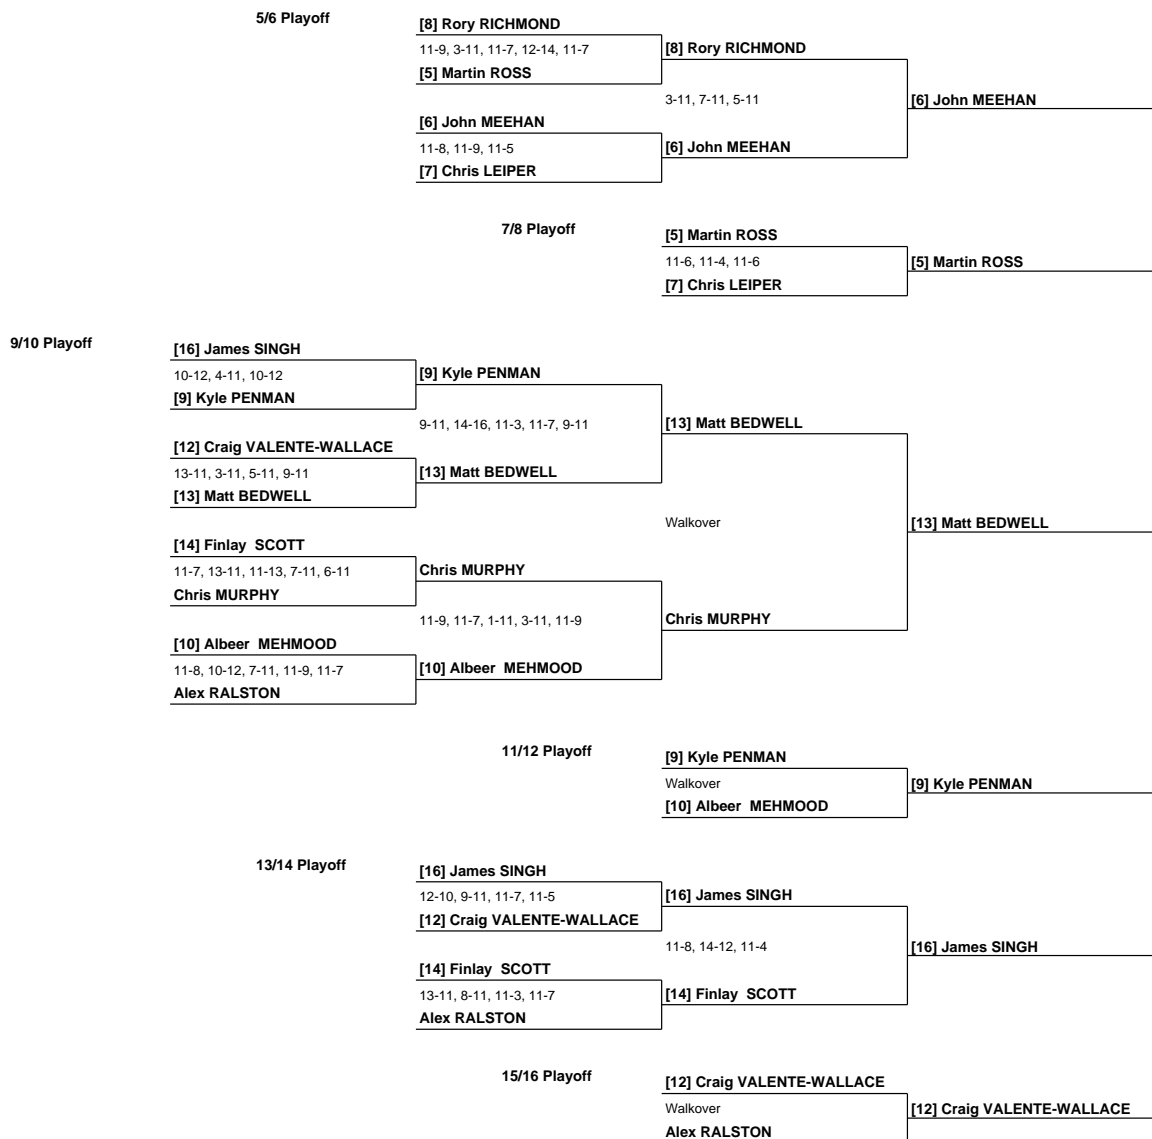 5/6 Playoff
[8] Rory RICHMOND
11-9, 3-11, 11-7, 12-14, 11-7
[5] Martin ROSS
[8] Rory RICHMOND
3-11, 7-11, 5-11
[6] John MEEHAN
[6] John MEEHAN
11-8, 11-9, 11-5
[7] Chris LEIPER
[6] John MEEHAN
7/8 Playoff
[5] Martin ROSS
11-6, 11-4, 11-6
[7] Chris LEIPER
[5] Martin ROSS
9/10 Playoff
[16] James SINGH
10-12, 4-11, 10-12
[9] Kyle PENMAN
[9] Kyle PENMAN
9-11, 14-16, 11-3, 11-7, 9-11
[13] Matt BEDWELL
[12] Craig VALENTE-WALLACE
13-11, 3-11, 5-11, 9-11
[13] Matt BEDWELL
[13] Matt BEDWELL
Walkover
[13] Matt BEDWELL
[14] Finlay  SCOTT
11-7, 13-11, 11-13, 7-11, 6-11
Chris MURPHY
Chris MURPHY
11-9, 11-7, 1-11, 3-11, 11-9
Chris MURPHY
[10] Albeer  MEHMOOD
11-8, 10-12, 7-11, 11-9, 11-7
Alex RALSTON
[10] Albeer  MEHMOOD
11/12 Playoff
[9] Kyle PENMAN
Walkover
[10] Albeer  MEHMOOD
[9] Kyle PENMAN
13/14 Playoff
[16] James SINGH
12-10, 9-11, 11-7, 11-5
[12] Craig VALENTE-WALLACE
[16] James SINGH
11-8, 14-12, 11-4
[16] James SINGH
[14] Finlay  SCOTT
13-11, 8-11, 11-3, 11-7
Alex RALSTON
[14] Finlay  SCOTT
15/16 Playoff
[12] Craig VALENTE-WALLACE
Walkover
Alex RALSTON
[12] Craig VALENTE-WALLACE